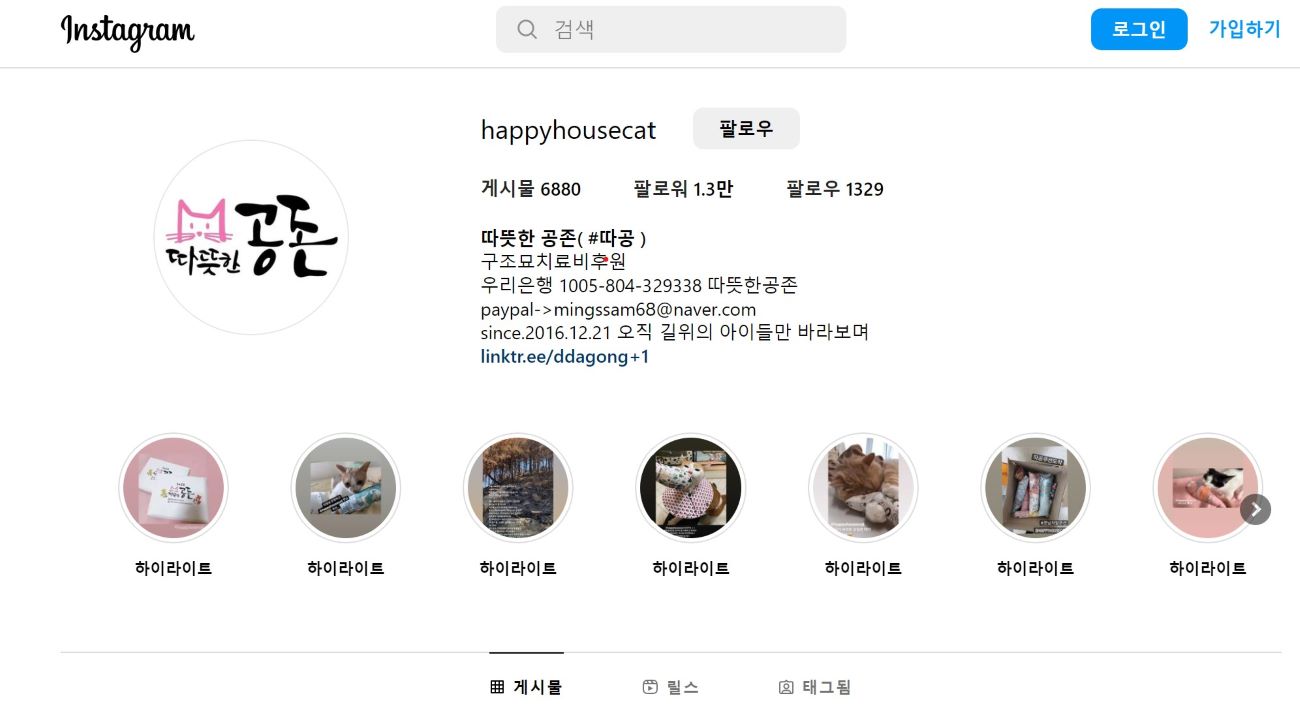 Instagram
검색
로그인
가입하기
happyhousecat
팔로우
게시물 6880
팔로워 1.3만
팔로우 1329
따뜻한 공존
따뜻한 공존( #따공 )
구조묘치료비후원
우리은행 1005-804-329338 따뜻한공존
paypal->mingssam68@naver.com
since.2016.12.21 오직 길위의 아이들만 바라보며
linktr.ee/ddagong+1
공존
하이라이트
하이라이트
하이라이트
하이라이트
하이라이트
하이라이트
하이라이트
게시물
릴스
태그됨